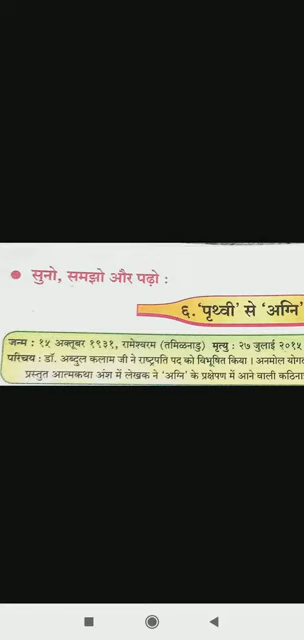 ● सुनो, समझो और पढ़ो :
६. 'पृथ्वी' से 'अग्नि'
जन्म : १५ अक्तूबर १९३१, रामेश्वरम (तमिळनाडु) मृत्यु : २७ जुलाई २०१५
परिचय : डॉ. अब्दुल कलाम जी ने राष्ट्रपति पद को विभूषित किया । अनमोल
प्रस्तुत आत्मकथा अंश में लेखक ने 'अग्नि' के प्रक्षेपण में आने वाली